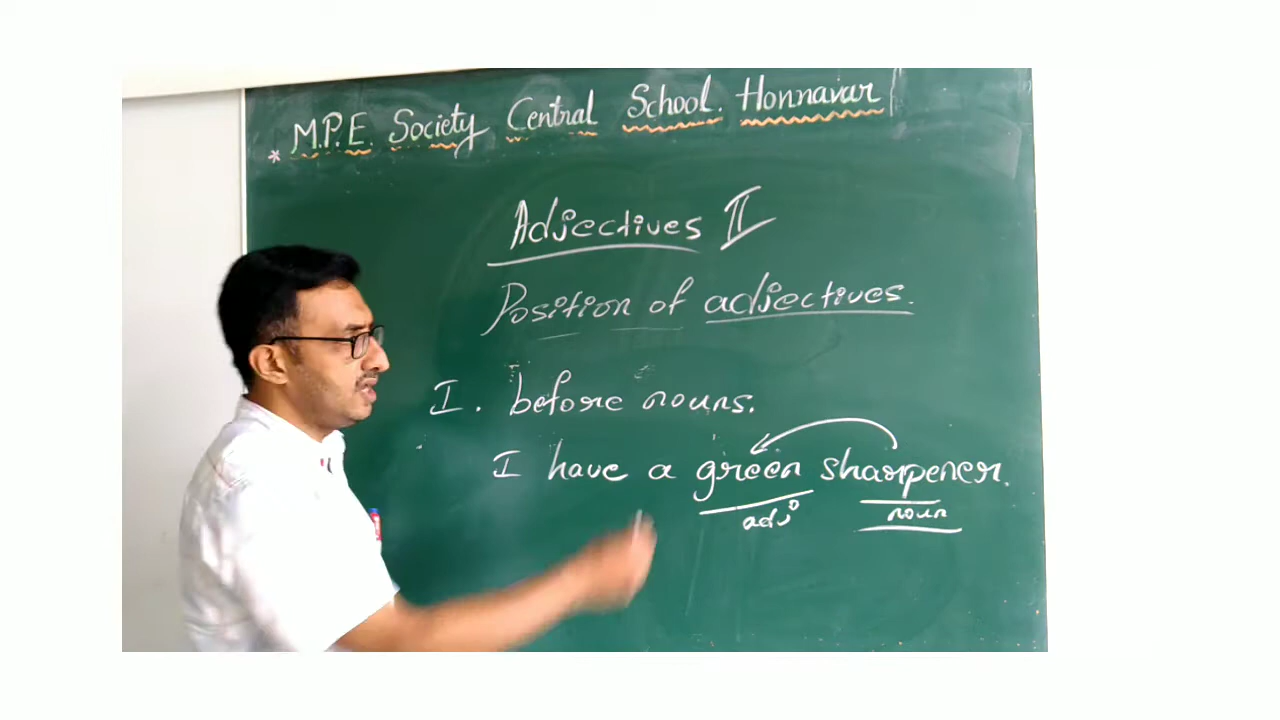 * M.P.E. Society Central School. Honnavar
Adjectives II
Position of adjectives.
I. before nouns.
I have a green sharpener.
adj noun